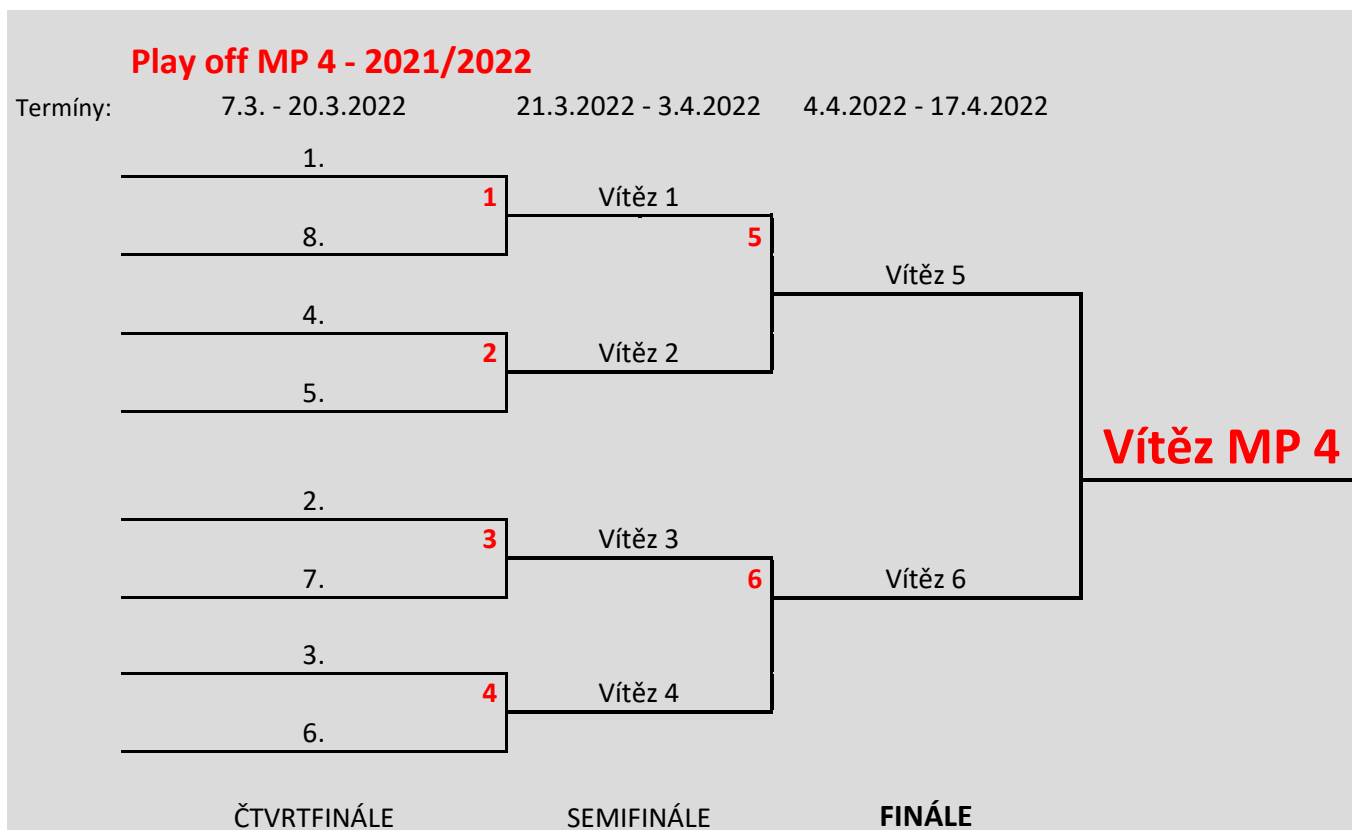 Play off MP 4 - 2021/2022
Termíny: 7.3. - 20.3.2022 21.3.2022 - 3.4.2022 4.4.2022 - 17.4.2022
1.
1 Vítěz 1
8. 5
Vítěz 5
4.
2 Vítěz 2
5.
Vítěz MP 4
2.
3 Vítěz 3
7. 6 Vítěz 6
3.
4 Vítěz 4
6.
ČTVRTFINÁLE SEMIFINÁLE FINÁLE